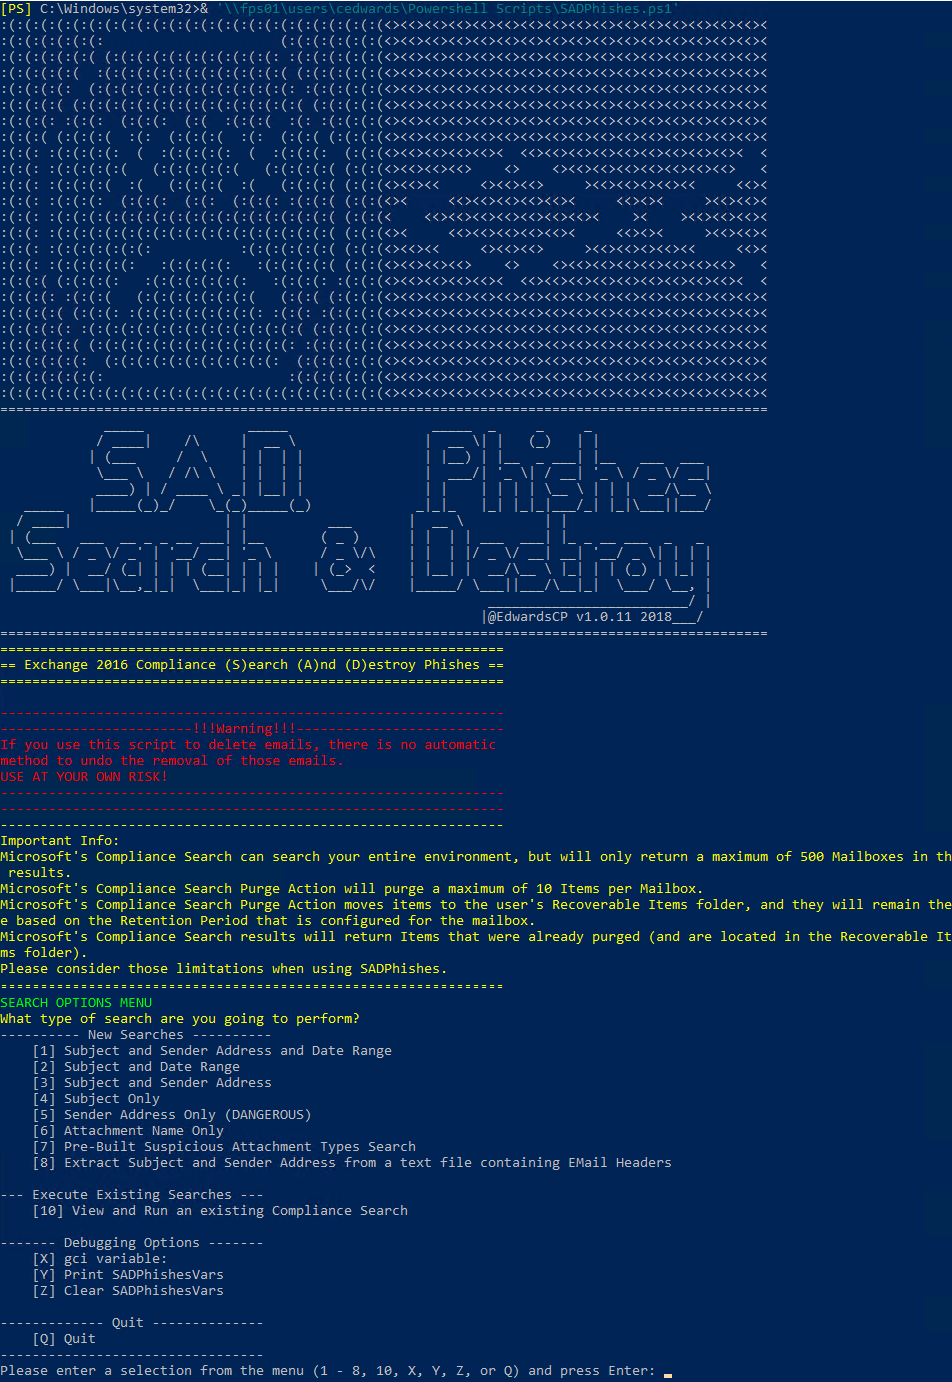 [PS] C:\Windows\system32>& '\\fps01\users\cedwards\Powershell Scripts\SADPhishes.ps1'
S.A.D. Phishes
Search & Destroy
|@EdwardsCP v1.0.11 2018___/
================================================================================================
===============================================================
== Exchange 2016 Compliance (S)earch (A)nd (D)estroy Phishes ==
===============================================================
---------------------------------------------------------------
------------------------!!!Warning!!!--------------------------
If you use this script to delete emails, there is no automatic
method to undo the removal of those emails.
USE AT YOUR OWN RISK!
---------------------------------------------------------------
---------------------------------------------------------------
---------------------------------------------------------------
Important Info:
Microsoft's Compliance Search can search your entire environment, but will only return a maximum of 500 Mailboxes in th
 results.
Microsoft's Compliance Search Purge Action will purge a maximum of 10 Items per Mailbox.
Microsoft's Compliance Search Purge Action moves items to the user's Recoverable Items folder, and they will remain the
e based on the Retention Period that is configured for the mailbox.
Microsoft's Compliance Search results will return Items that were already purged (and are located in the Recoverable It
ms folder).
Please consider those limitations when using SADPhishes.
---------------------------------------------------------------
SEARCH OPTIONS MENU
What type of search are you going to perform?
---------- New Searches ----------
    [1] Subject and Sender Address and Date Range
    [2] Subject and Date Range
    [3] Subject and Sender Address
    [4] Subject Only
    [5] Sender Address Only (DANGEROUS)
    [6] Attachment Name Only
    [7] Pre-Built Suspicious Attachment Types Search
    [8] Extract Subject and Sender Address from a text file containing EMail Headers
--- Execute Existing Searches ---
    [10] View and Run an existing Compliance Search
------- Debugging Options -------
    [X] gci variable:
    [Y] Print SADPhishesVars
    [Z] Clear SADPhishesVars
------------- Quit --------------
    [Q] Quit
---------------------------------
Please enter a selection from the menu (1 - 8, 10, X, Y, Z, or Q) and press Enter: